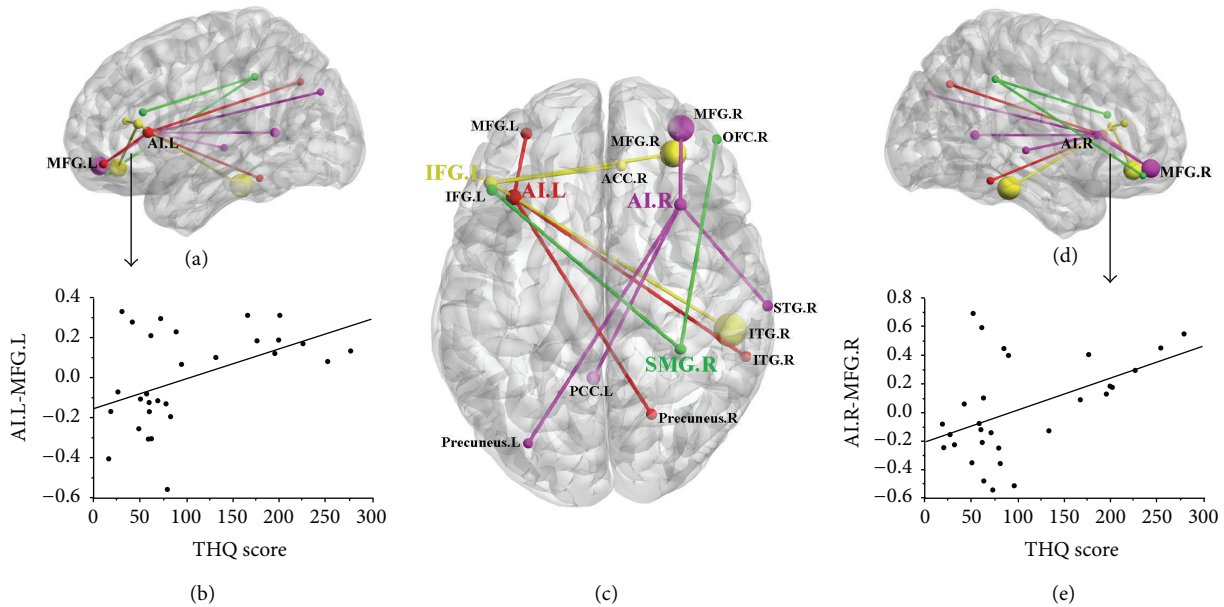 MFG.L
AI.L
(a)
0.4
0.2
0.0
−0.2
−0.4
−0.6
AI.L-MFG.L
0 50 100 150 200 250 300
THQ score
(b)
MFG.L
MFG.R
MFG.R
OFC.R
IFG.L
ACC.R
IFG.L
AI.L
AI.R
STG.R
ITG.R
SMG.R
ITG.R
PCC.L
Precuneus.R
Precuneus.L
(c)
AI.R
MFG.R
(d)
0.8
0.6
0.4
0.2
0.0
−0.2
−0.4
−0.6
AI.R-MFG.R
0 50 100 150 200 250 300
THQ score
(e)